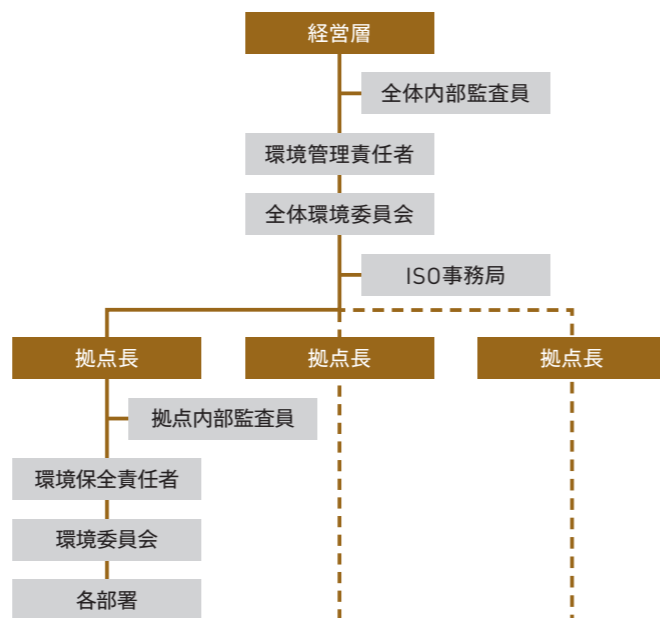 経営層
全体内部監査員
環境管理責任者
全体環境委員会
ISO事務局
拠点長
拠点長
拠点長
拠点内部監査員
環境保全責任者
環境委員会
各部署